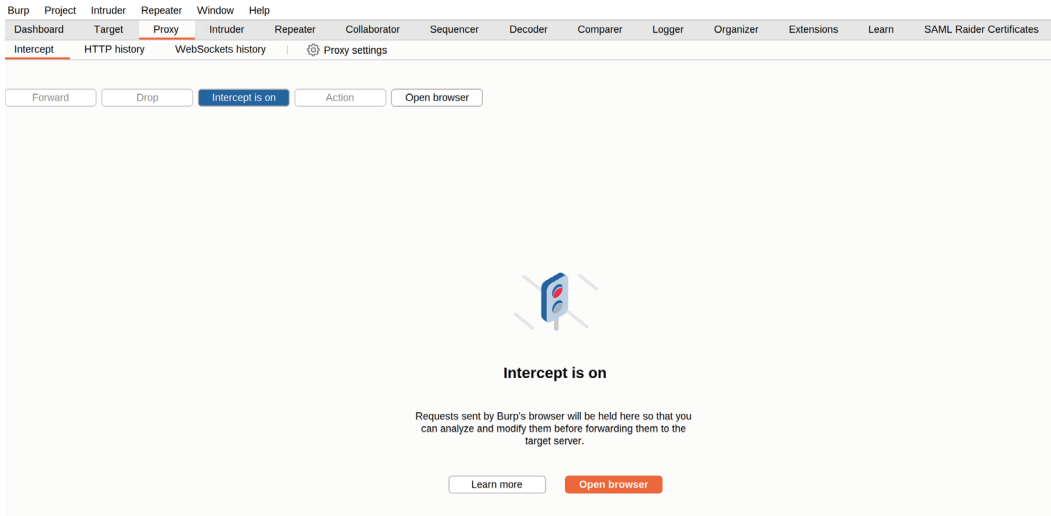 Burp Project Intruder Repeater Window Help
Dashboard Target Proxy Intruder Repeater Collaborator Sequencer Decoder Comparer Logger Organizer Extensions Learn SAML Raider Certificates
Intercept HTTP history WebSockets history Proxy settings
Forward Drop Intercept is on Action Open browser
Intercept is on
Requests sent by Burp's browser will be held here so that you
can analyze and modify them before forwarding them to the
target server.
Learn more Open browser